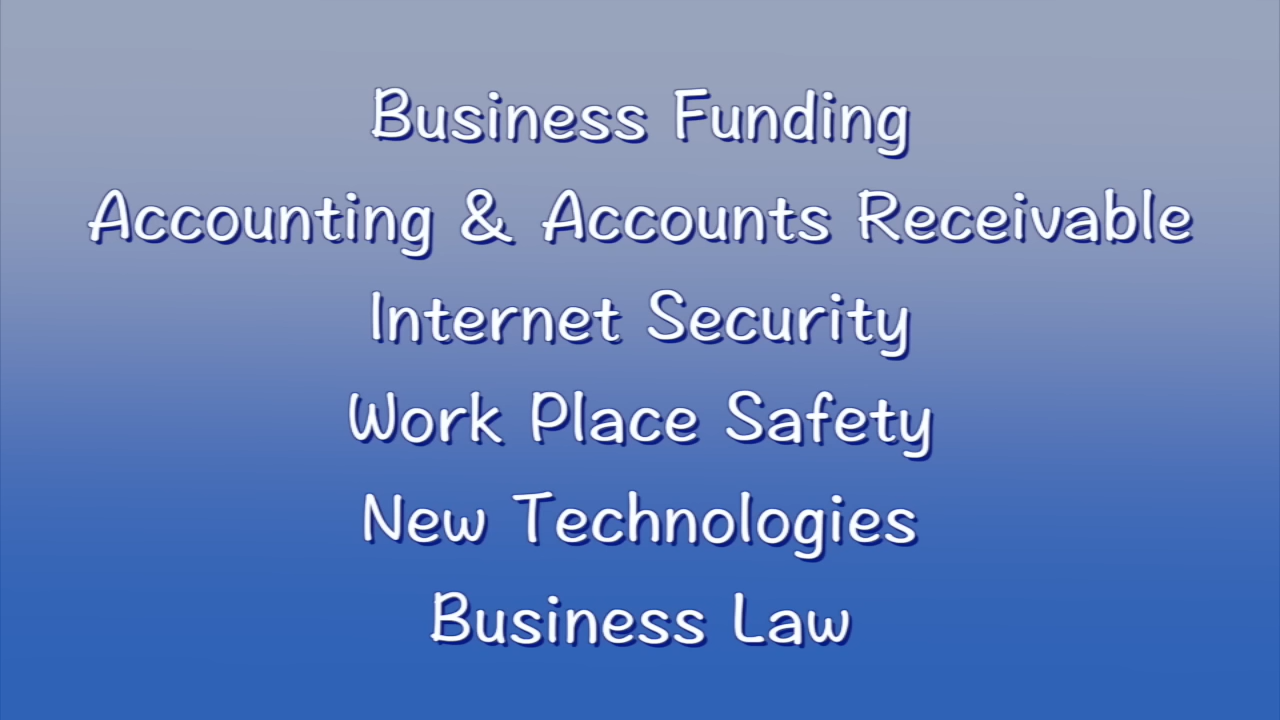 Business Funding
Accounting & Accounts Receivable
Internet Security
Work Place Safety
New Technologies
Business Law